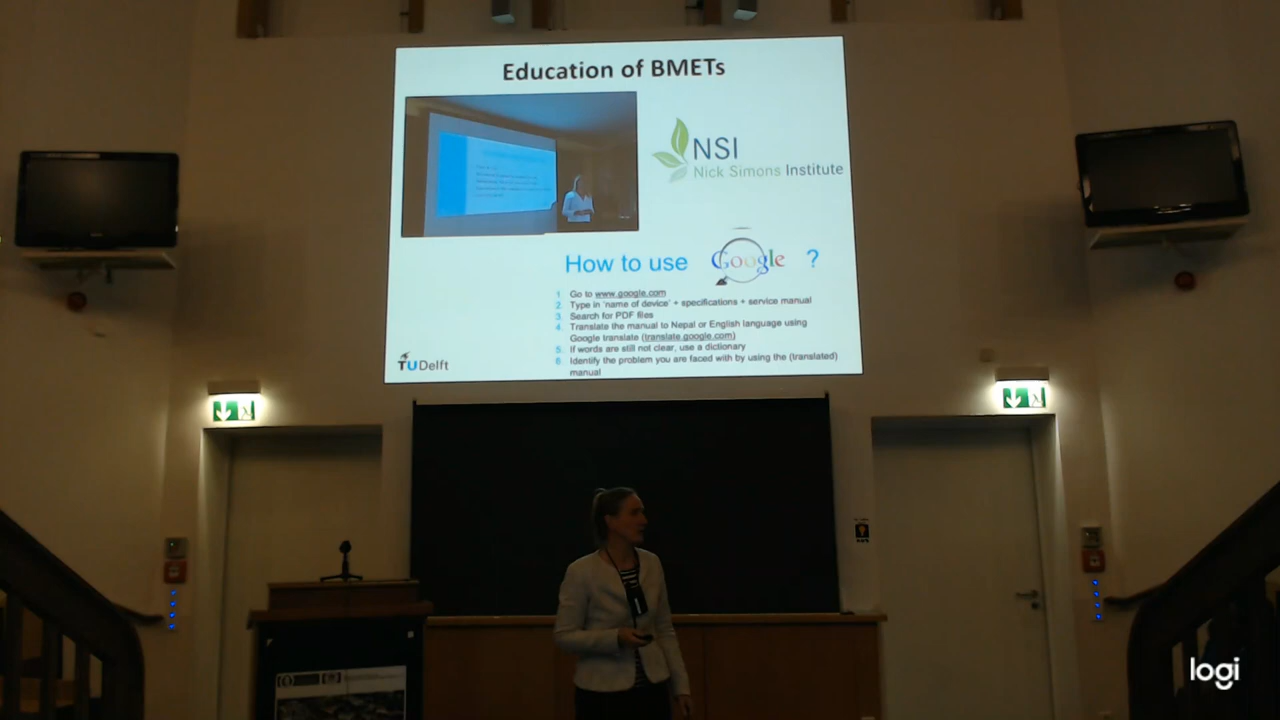 Education of BMETs
NSI
Nick Simons Institute
How to use Google ?
1. Go to www.google.com
2. Type in 'name of device' + specifications + service manual
3. Search for PDF files
4. Translate the manual to Nepal or English language using
Google translate (translate.google.com)
5. If words are still not clear, use a dictionary
6. Identify the problem you are faced with by using the (translated)
manual
TU Delft
logi